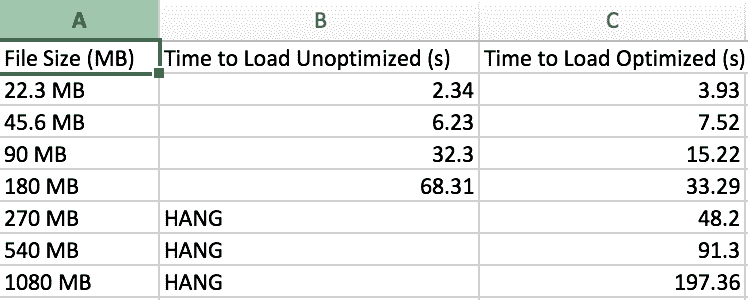 A B C
File Size (MB) Time to Load Unoptimized (s) Time to Load Optimized (s)
22.3 MB 2.34 3.93
45.6 MB 6.23 7.52
90 MB 32.3 15.22
180 MB 68.31 33.29
270 MB HANG 48.2
540 MB HANG 91.3
1080 MB HANG 197.36